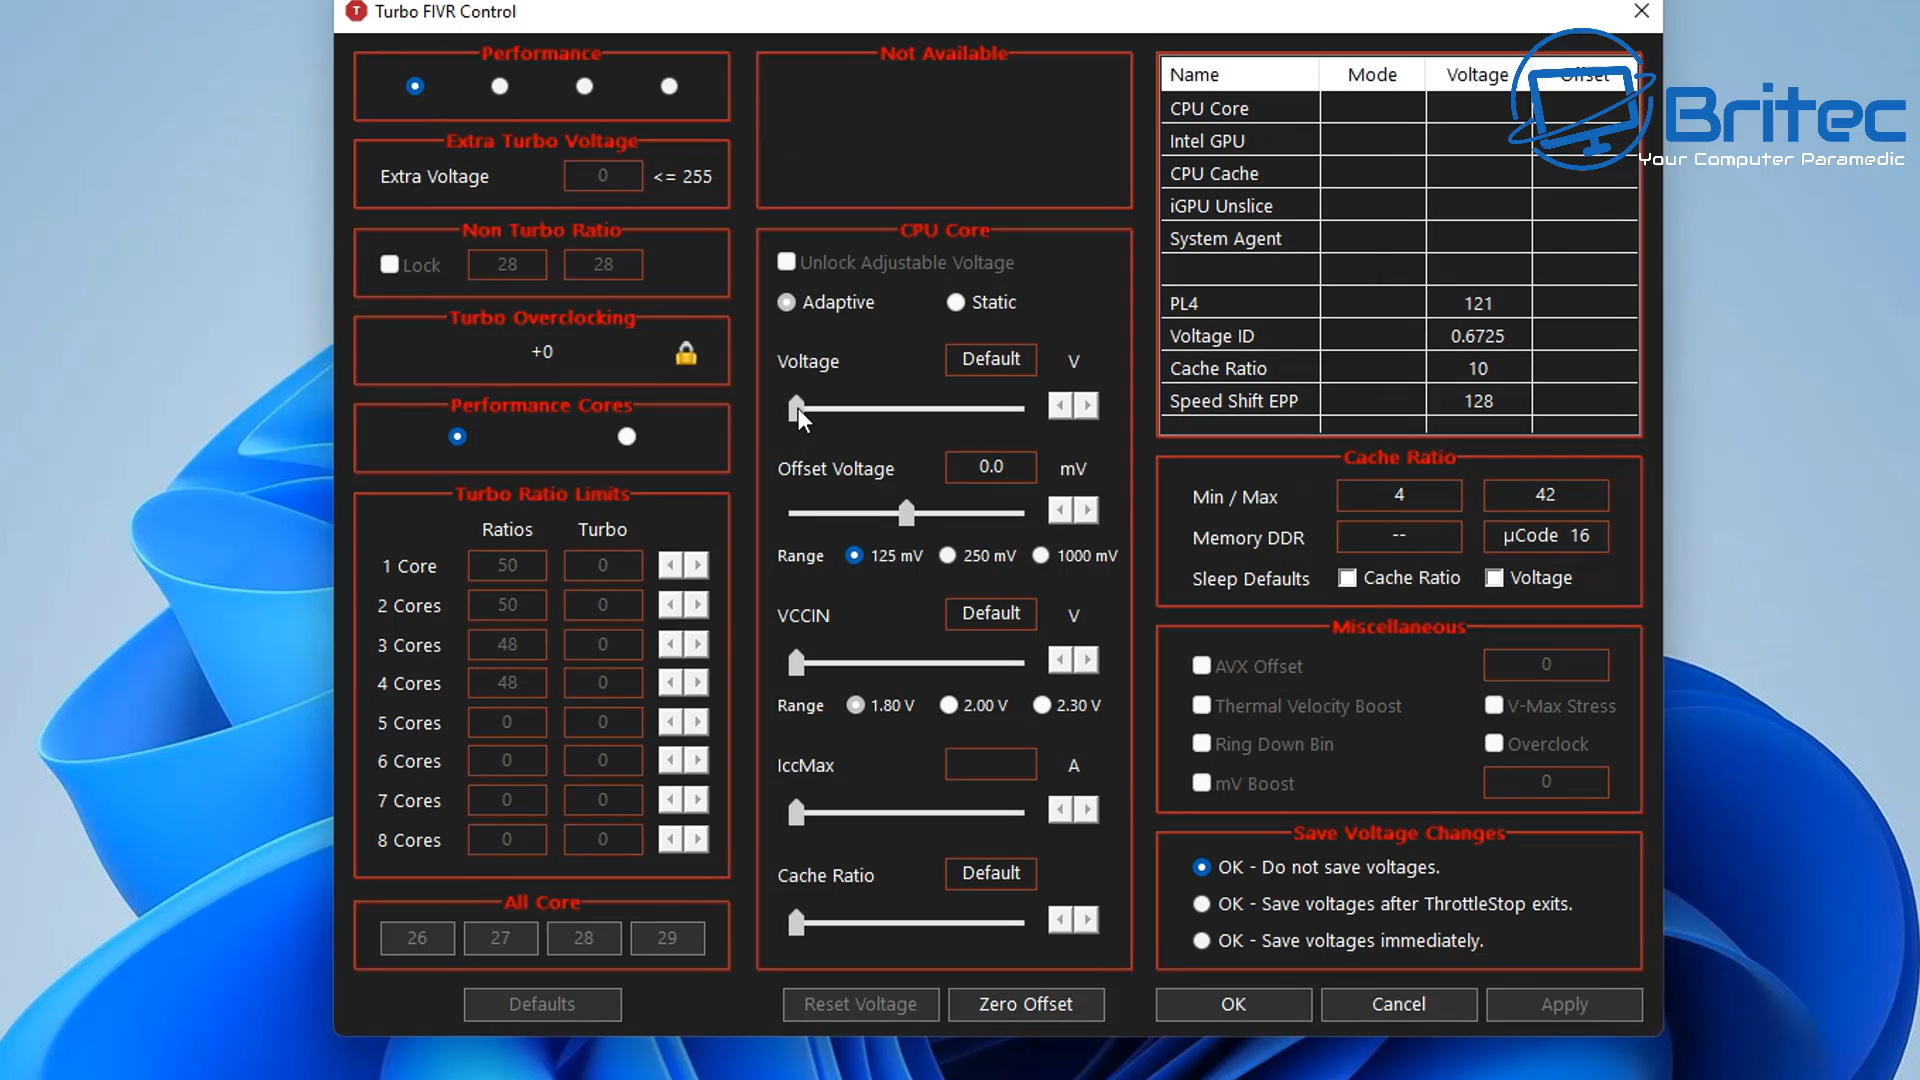 Turbo FIVR Control
Performance
Extra Turbo Voltage
Extra Voltage 0 <= 255
Non Turbo Ratio
Lock 28 28
Turbo Overclocking
+0
Performance Cores
Turbo Ratio Limits
Ratios Turbo
1 Core 50 0
2 Cores 50 0
3 Cores 48 0
4 Cores 48 0
5 Cores 0 0
6 Cores 0 0
7 Cores 0 0
8 Cores 0 0
All Core
26 27 28 29
Defaults
Not Available
CPU Core
Unlock Adjustable Voltage
Adaptive Static
Voltage Default V
Offset Voltage 0.0 mV
Range 125 mV 250 mV 1000 mV
VCCIN Default V
Range 1.80 V 2.00 V 2.30 V
IccMax A
Cache Ratio Default
Reset Voltage Zero Offset
Name Mode Voltage Offset
CPU Core
Intel GPU
CPU Cache
iGPU Unslice
System Agent
PL4 121
Voltage ID 0.6725
Cache Ratio 10
Speed Shift EPP 128
Cache Ratio
Min / Max 4 42
Memory DDR -- µCode 16
Sleep Defaults Cache Ratio Voltage
Miscellaneous
AVX Offset 0
Thermal Velocity Boost V-Max Stress
Ring Down Bin Overclock
mV Boost 0
Save Voltage Changes
OK - Do not save voltages.
OK - Save voltages after ThrottleStop exits.
OK - Save voltages immediately.
OK Cancel Apply
Britec
Your Computer Paramedic